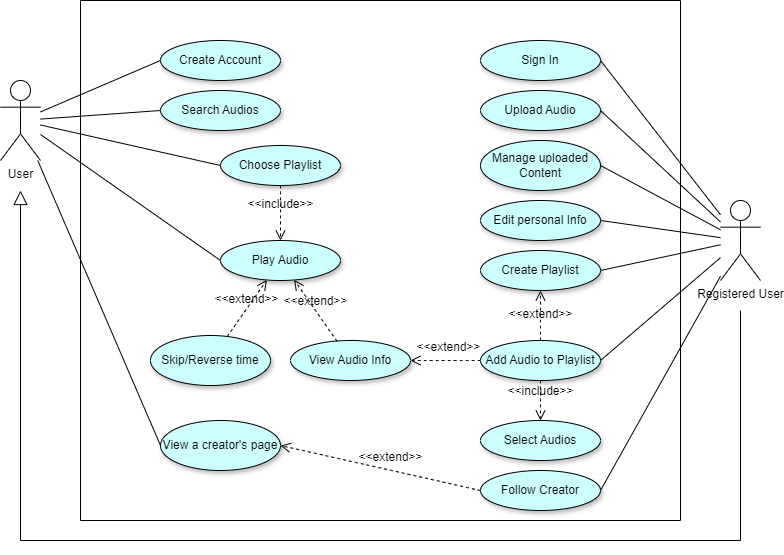 Create Account
Sign In
Search Audios
Upload Audio
Choose Playlist
Manage uploaded
Content
User
<<include>>
Edit personal Info
Play Audio
Create Playlist
Registered User
<<extend>>
<<extend>>
<<extend>>
Skip/Reverse time
View Audio Info
<<extend>>
Add Audio to Playlist
<<include>>
View a creator's page
Select Audios
<<extend>>
Follow Creator